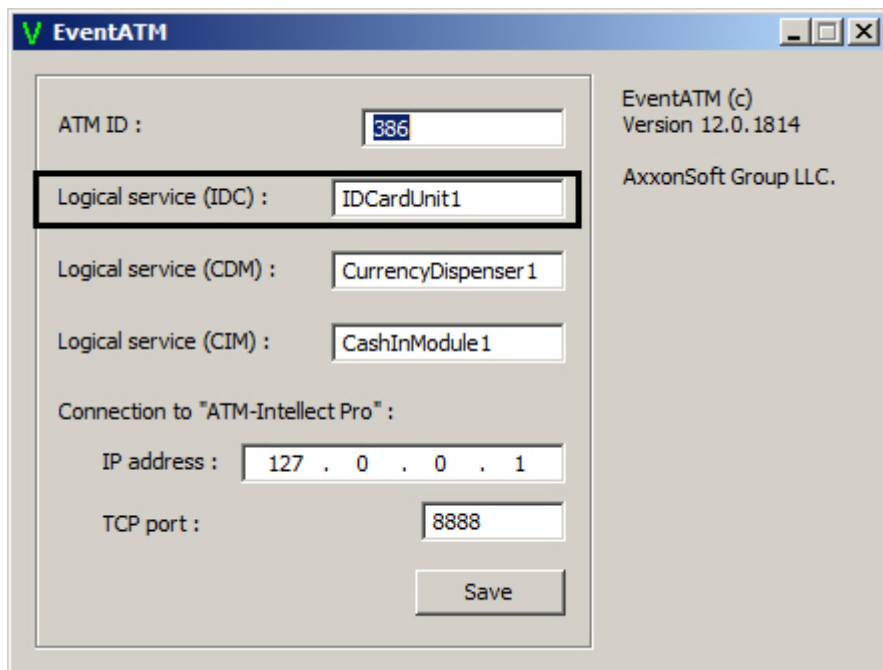 EventATM
ATM ID : 386
EventATM (c)
Version 12.0.1814
AxxonSoft Group LLC.
Logical service (IDC) : IDCardUnit1
Logical service (CDM) : CurrencyDispenser1
Logical service (CIM) : CashInModule1
Connection to "ATM-Intellect Pro" :
IP address : 127 . 0 . 0 . 1
TCP port : 8888
Save